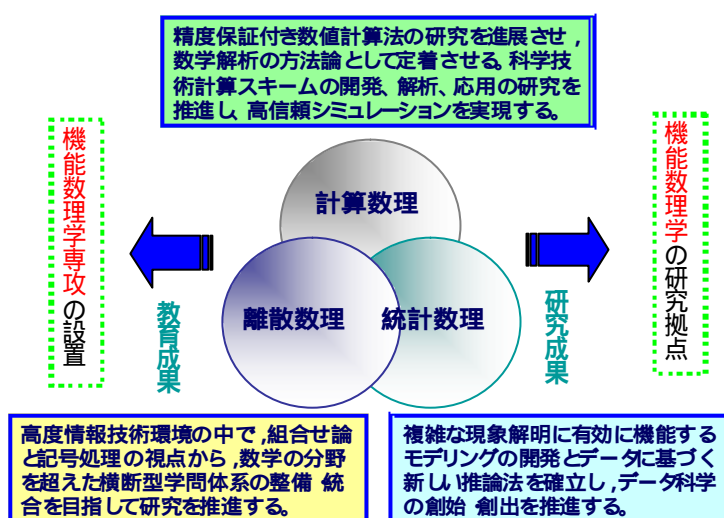 精度保証付き数値計算法の研究を進展させ,
数学解析の方法論として定着させる。科学技
術計算スキームの開発、解析、応用の研究を
推進し、高信頼シミュレーションを実現する。
機能数理学専攻の設置
教育成果
計算数理
離散数理
統計数理
研究成果
機能数理学の研究拠点
高度情報技術環境の中で,組合せ論
と記号処理の視点から,数学の分野
を超えた横断型学問体系の整備 統
合を目指して研究を推進する。
複雑な現象解明に有効に機能する
モデリングの開発とデータに基づく
新しい推論法を確立し,データ科学
の創始 創出を推進する。